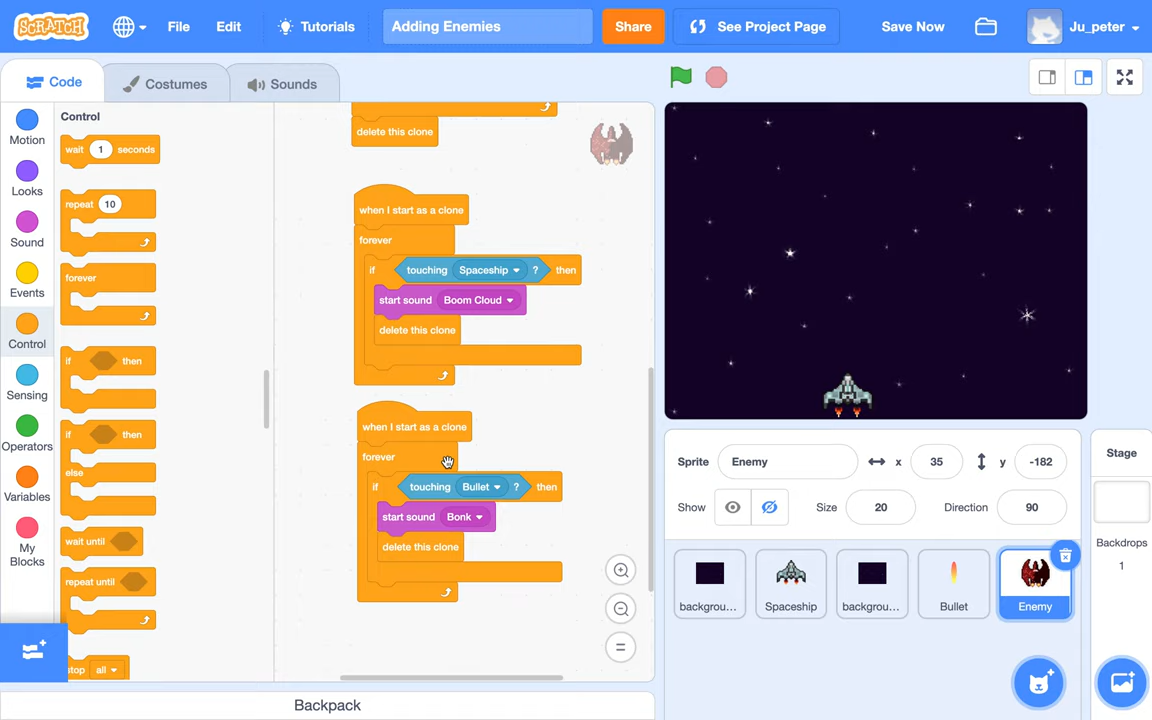 SCRATCH
File
Edit
Tutorials
Adding Enemies
Share
See Project Page
Save Now
Ju_peter
Code
Costumes
Sounds
Motion
Looks
Sound
Events
Control
Sensing
Operators
Variables
My
Blocks
Control
wait 1 seconds
repeat 10
forever
if then
if then
else
wait until
repeat until
stop all
delete this clone
when I start as a clone
forever
if touching Spaceship ? then
start sound Boom Cloud
delete this clone
when I start as a clone
forever
if touching Bullet ? then
start sound Bonk
delete this clone
Backpack
Sprite Enemy x 35 y -182
Show Size 20 Direction 90
backgrou... Spaceship backgrou... Bullet Enemy
Stage
Backdrops
1